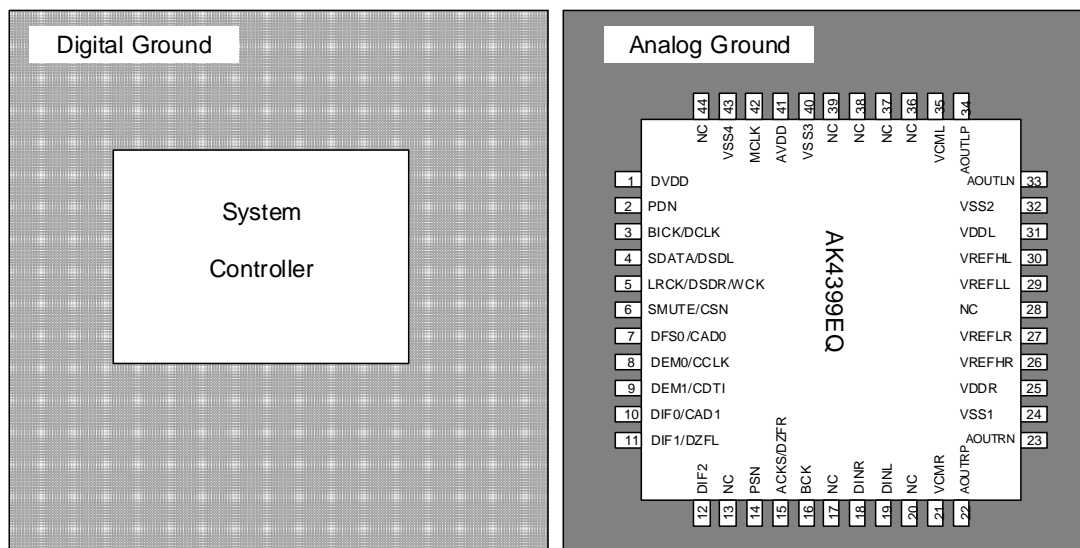 Digital Ground
Analog Ground
System
Controller
44 43 42 41 40 39 38 37 36 35 34
NC VSS4 MCLK AVDD VSS3 NC NC NC NC VCML AOUTLP
1 DVDD
2 PDN
3 BICK/DCLK
4 SDATA/DSDL
5 LRCK/DSDR/WCK
6 SMUTE/CSN
7 DFS0/CAD0
8 DEM0/CCLK
9 DEM1/CDTI
10 DIF0/CAD1
11 DIF1/DZFL
AK4399EQ
AOUTLN 33
VSS2 32
VDDL 31
VREFHL 30
VREFLL 29
NC 28
VREFLR 27
VREFHR 26
VDDR 25
VSS1 24
AOUTRN 23
DIF2 NC PSN ACKS/DZFR BCK NC DINR DINL NC VCMR AOUTRP
12 13 14 15 16 17 18 19 20 21 22